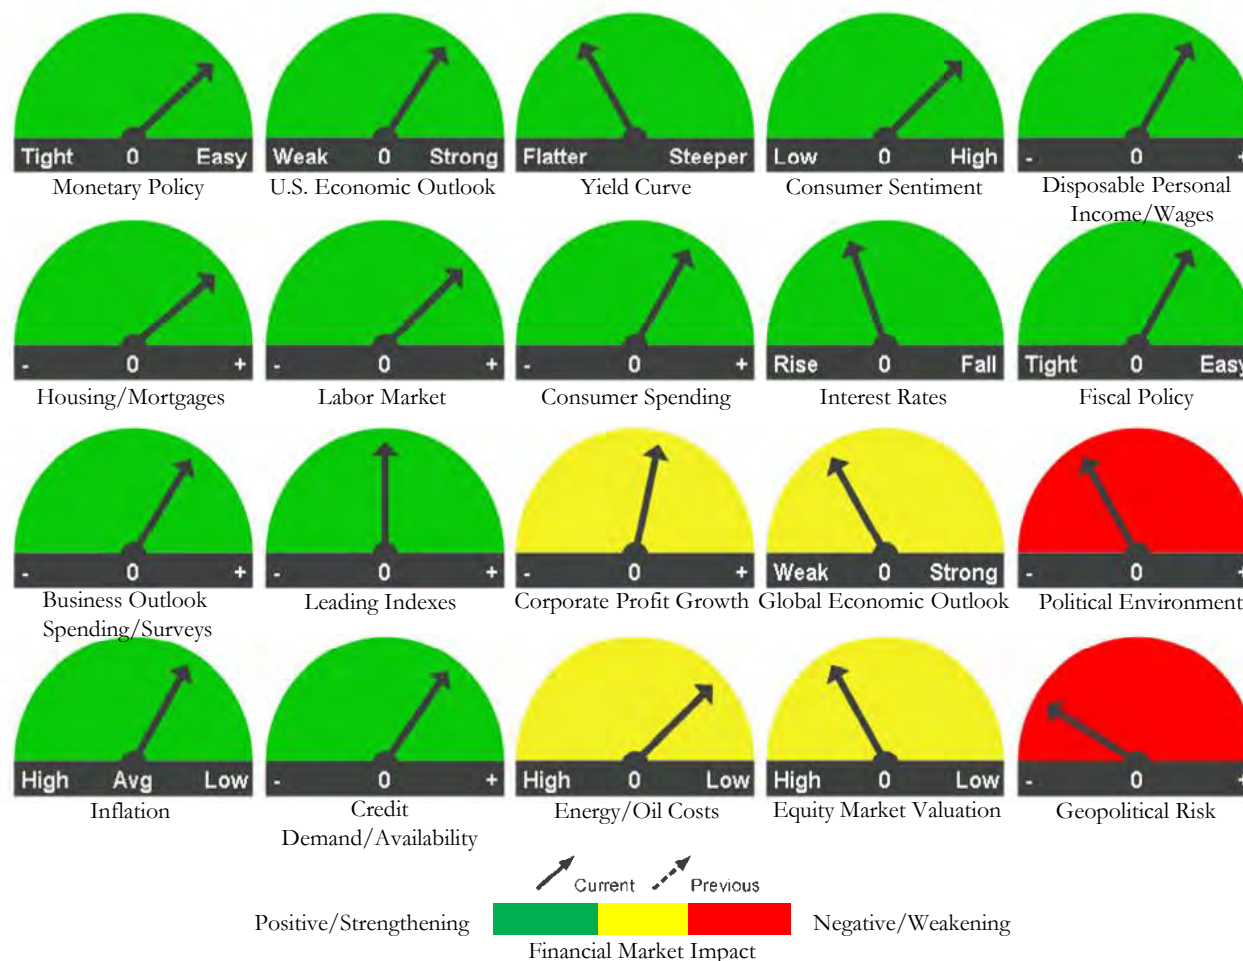 Tight 0 Easy
Monetary Policy
Weak 0 Strong
U.S. Economic Outlook
Flatter Steeper
Yield Curve
Low 0 High
Consumer Sentiment
- 0 +
Disposable Personal
Income/Wages
- 0 +
Housing/Mortgages
- 0 +
Labor Market
- 0 +
Consumer Spending
Rise 0 Fall
Interest Rates
Tight 0 Easy
Fiscal Policy
- 0 +
Business Outlook
Spending/Surveys
- 0 +
Leading Indexes
- 0 +
Corporate Profit Growth
Weak 0 Strong
Global Economic Outlook
- 0 +
Political Environment
High Avg Low
Inflation
- 0 +
Credit
Demand/Availability
High 0 Low
Energy/Oil Costs
High 0 Low
Equity Market Valuation
- 0 +
Geopolitical Risk
Current Previous
Positive/Strengthening Negative/Weakening
Financial Market Impact